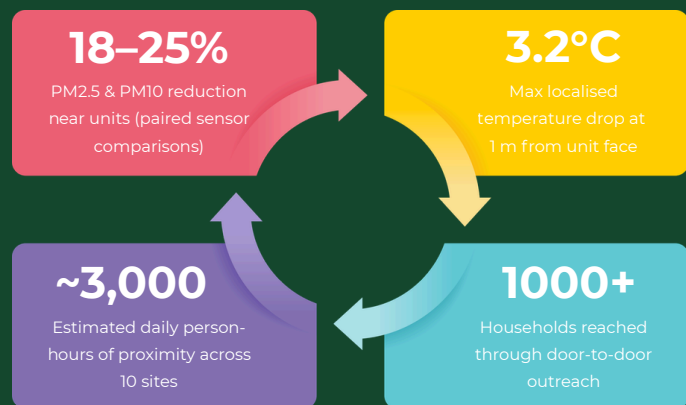 18–25%
PM2.5 & PM10 reduction
near units (paired sensor
comparisons)
3.2°C
Max localised
temperature drop at
1 m from unit face
~3,000
Estimated daily person-
hours of proximity across
10 sites
1000+
Households reached
through door-to-door
outreach